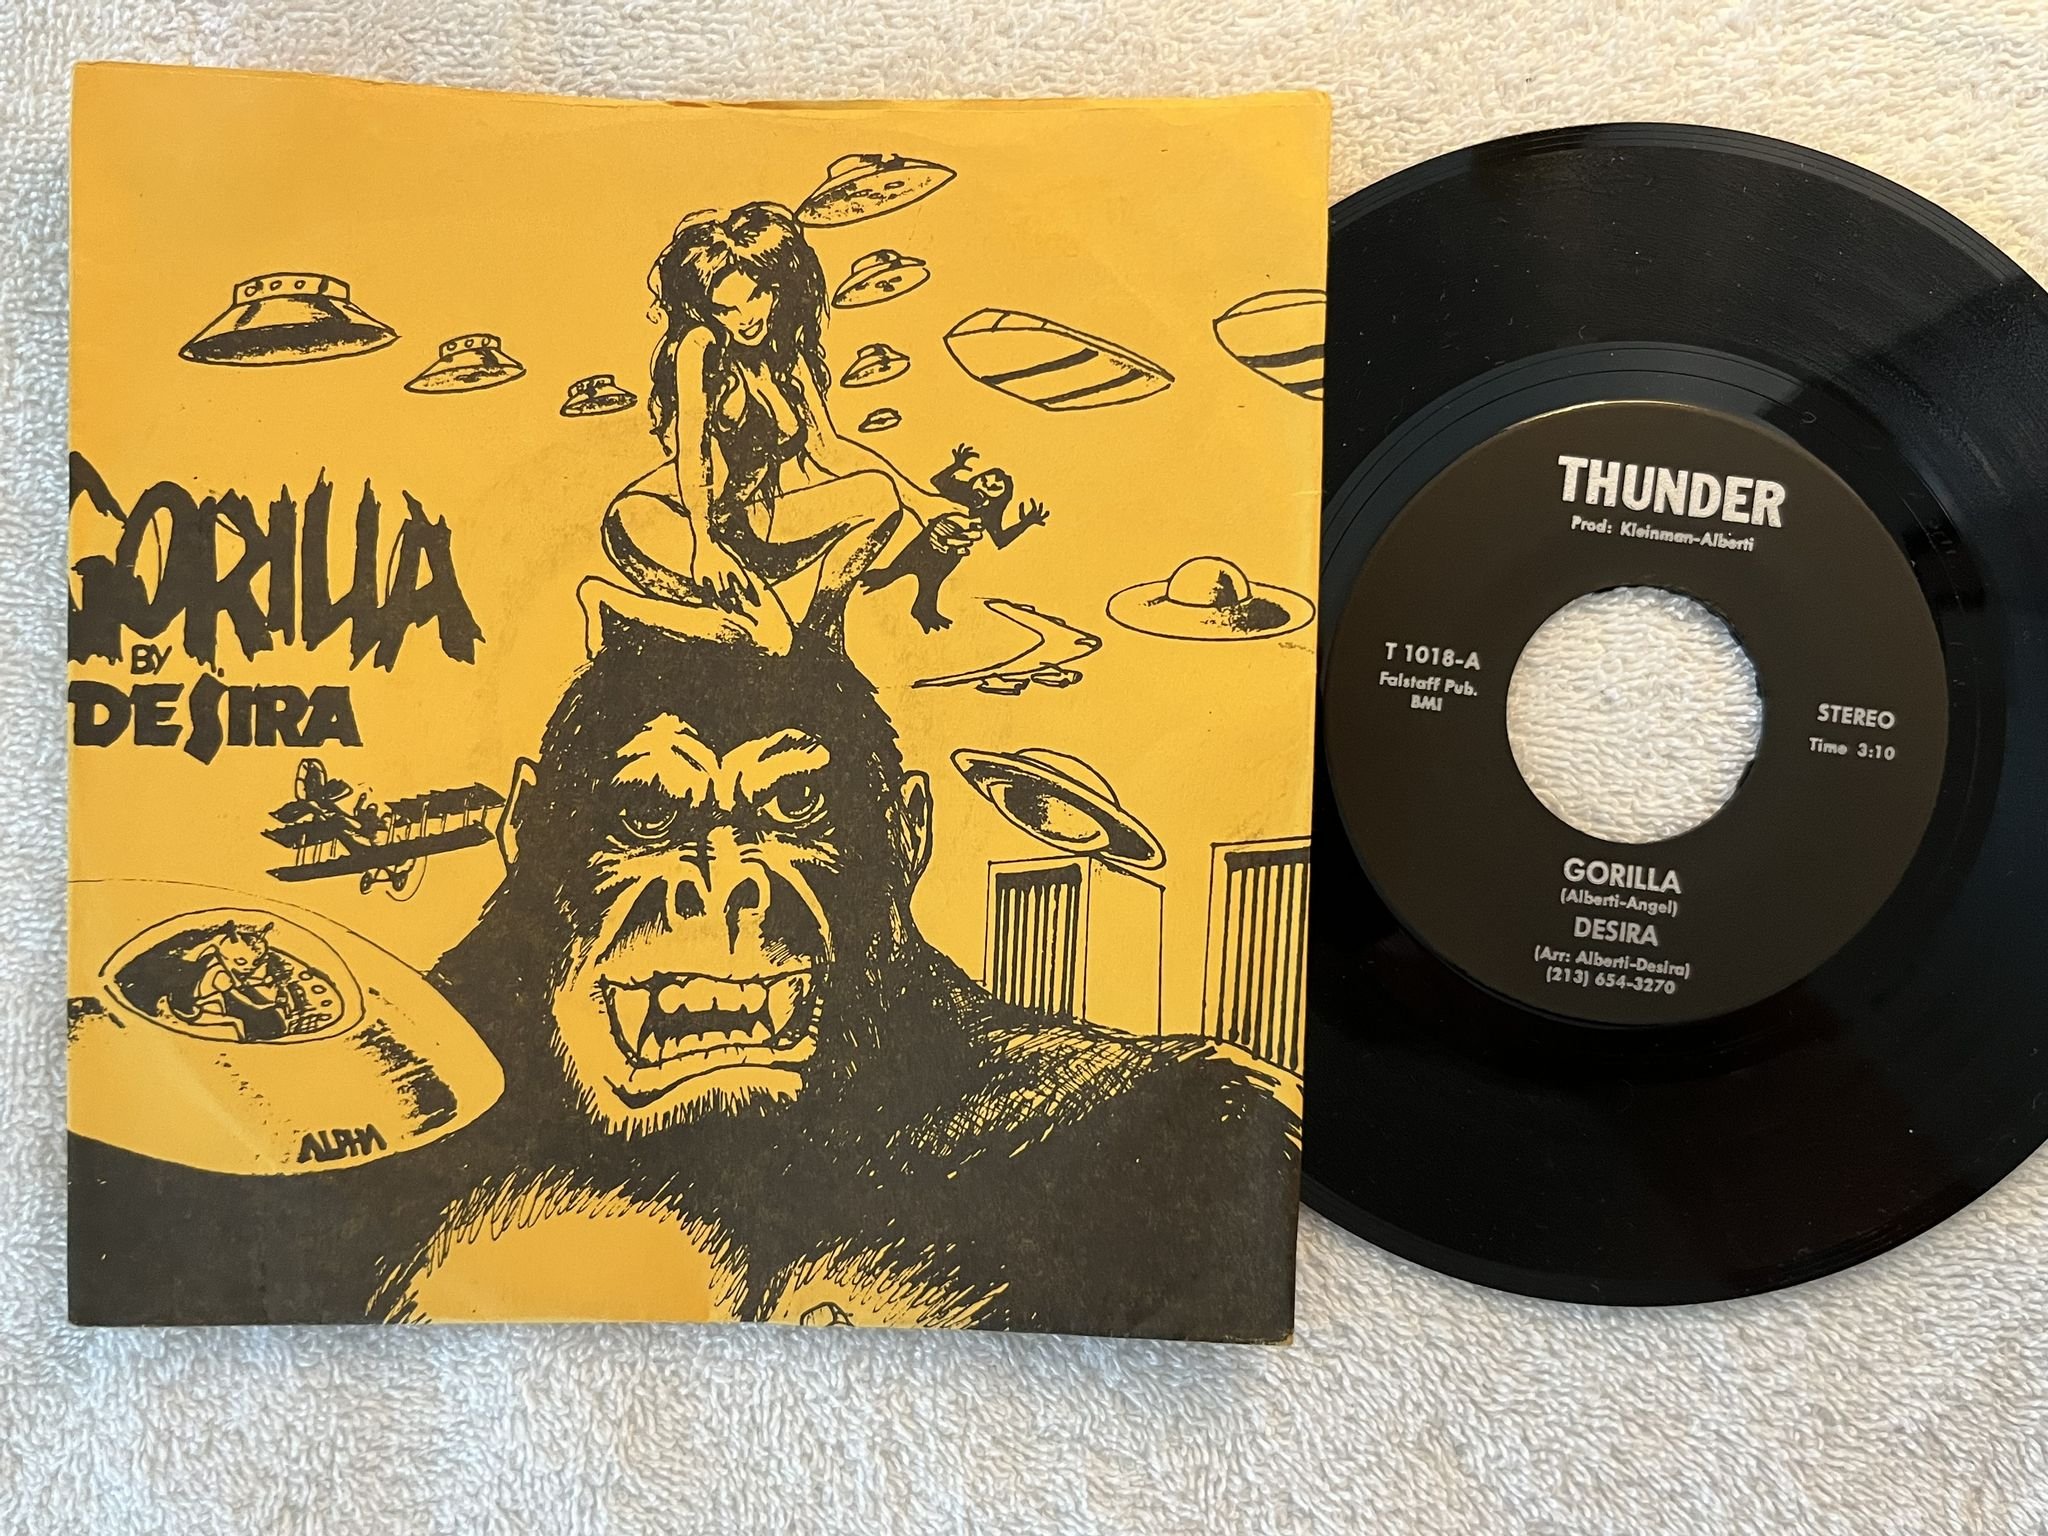 GORILLA
BY
DESIRA
ALPHA
THUNDER
Prod: Kleinman-Alberti
T 1018-A
Falstaff Pub.
BMI
STEREO
Time 3:10
GORILLA
(Alberti-Angel)
DESIRA
(Arr: Alberti-Desira)
(213) 654-3270